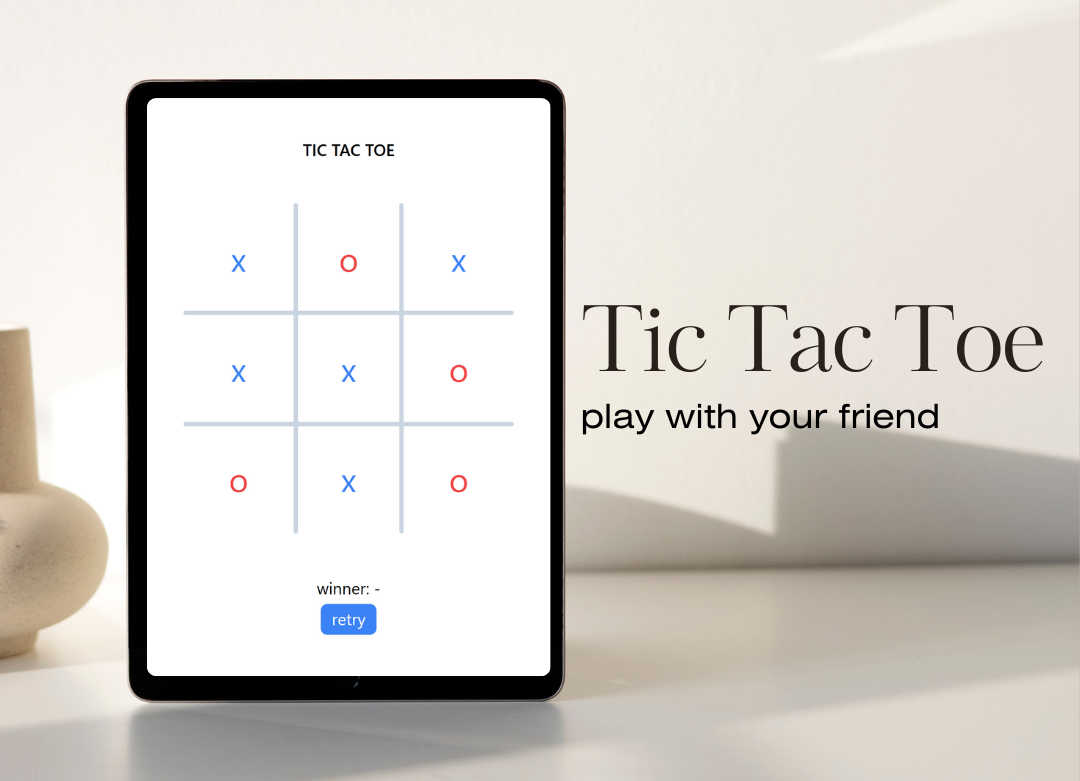 TIC TAC TOE
X O X
X X O
O X O
winner: -
retry
Tic Tac Toe
play with your friend